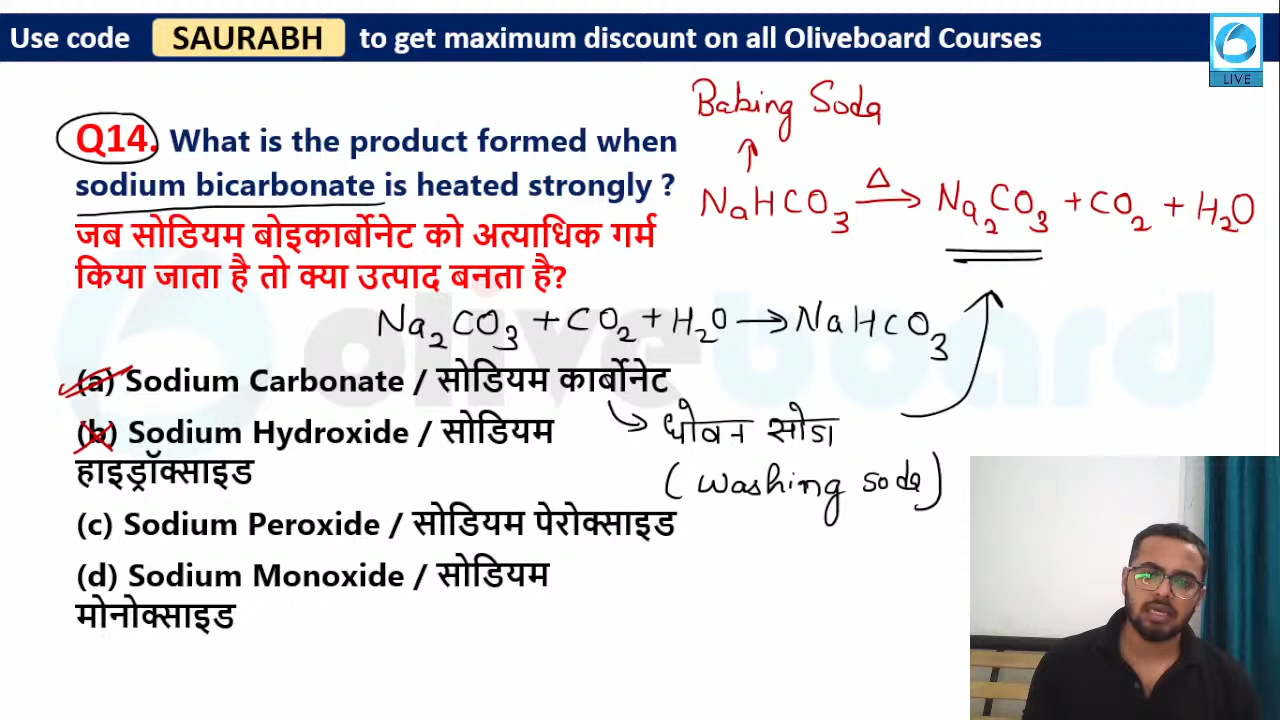 Use code SAURABH to get maximum discount on all Oliveboard Courses
LIVE
Baking Soda
Q14. What is the product formed when
sodium bicarbonate is heated strongly ?
NaHCO₃ →Δ Na₂CO₃ + CO₂ + H₂O
जब सोडियम बोइकार्बोनेट को अत्याधिक गर्म
किया जाता है तो क्या उत्पाद बनता है?
Na₂CO₃ + CO₂ + H₂O → NaHCO₃
oliveboard
(a) Sodium Carbonate / सोडियम कार्बोनेट
(b) Sodium Hydroxide / सोडियम
हाइड्रॉक्साइड
धोवन सोडा
(washing soda)
(c) Sodium Peroxide / सोडियम पेरोक्साइड
(d) Sodium Monoxide / सोडियम
मोनोक्साइड